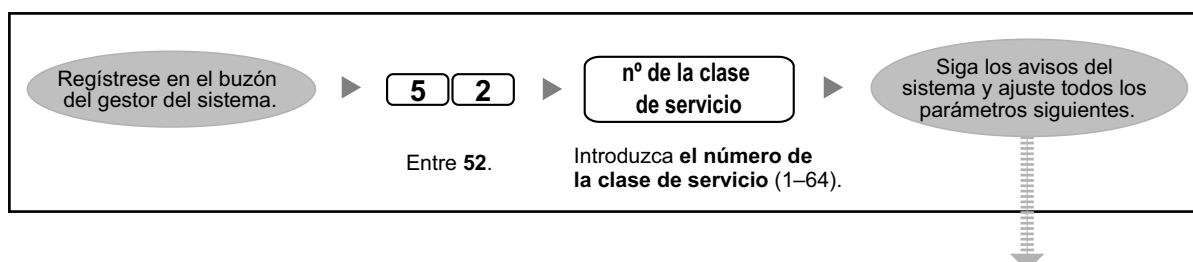 Regístrese en el buzón
del gestor del sistema.
5 2
nº de la clase
de servicio
Siga los avisos del
sistema y ajuste todos los
parámetros siguientes.
Entre 52.
Introduzca el número de
la clase de servicio (1–64).